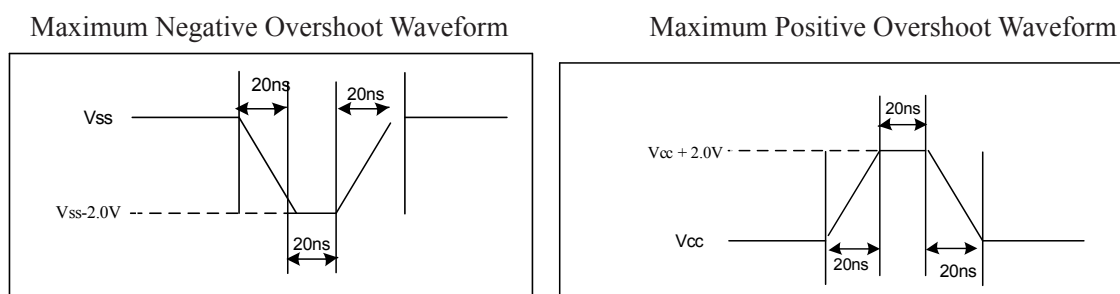 Maximum Negative Overshoot Waveform
20ns
20ns
Vss
Vss-2.0V
20ns
Maximum Positive Overshoot Waveform
20ns
Vcc + 2.0V
Vcc
20ns
20ns